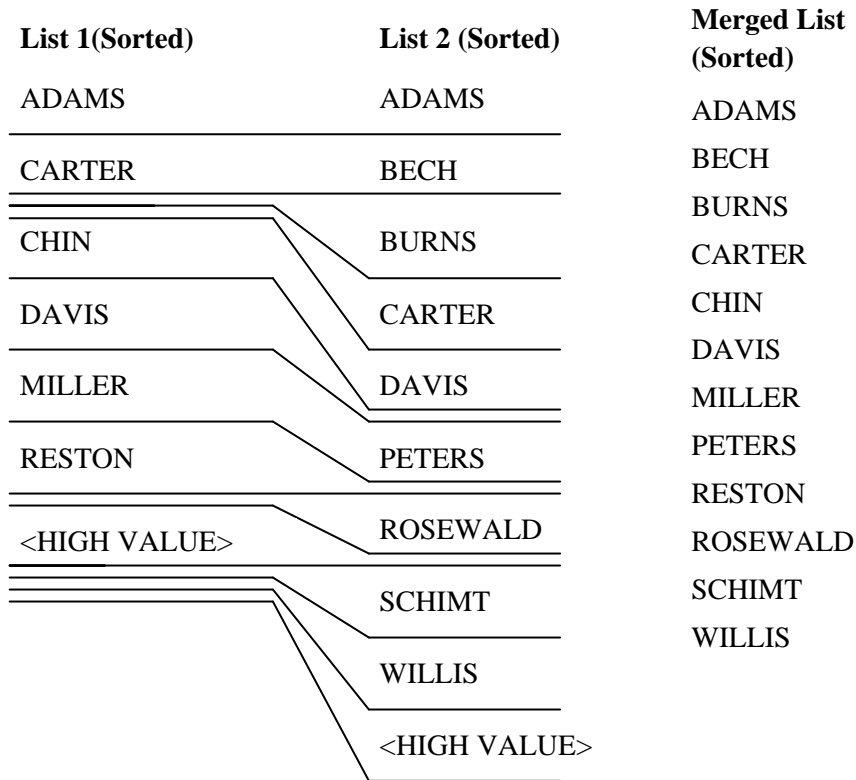 List 1(Sorted)
ADAMS
CARTER
CHIN
DAVIS
MILLER
RESTON
<HIGH VALUE>
List 2 (Sorted)
ADAMS
BECH
BURNS
CARTER
DAVIS
PETERS
ROSEWALD
SCHIMT
WILLIS
<HIGH VALUE>
Merged List
(Sorted)
ADAMS
BECH
BURNS
CARTER
CHIN
DAVIS
MILLER
PETERS
RESTON
ROSEWALD
SCHIMT
WILLIS